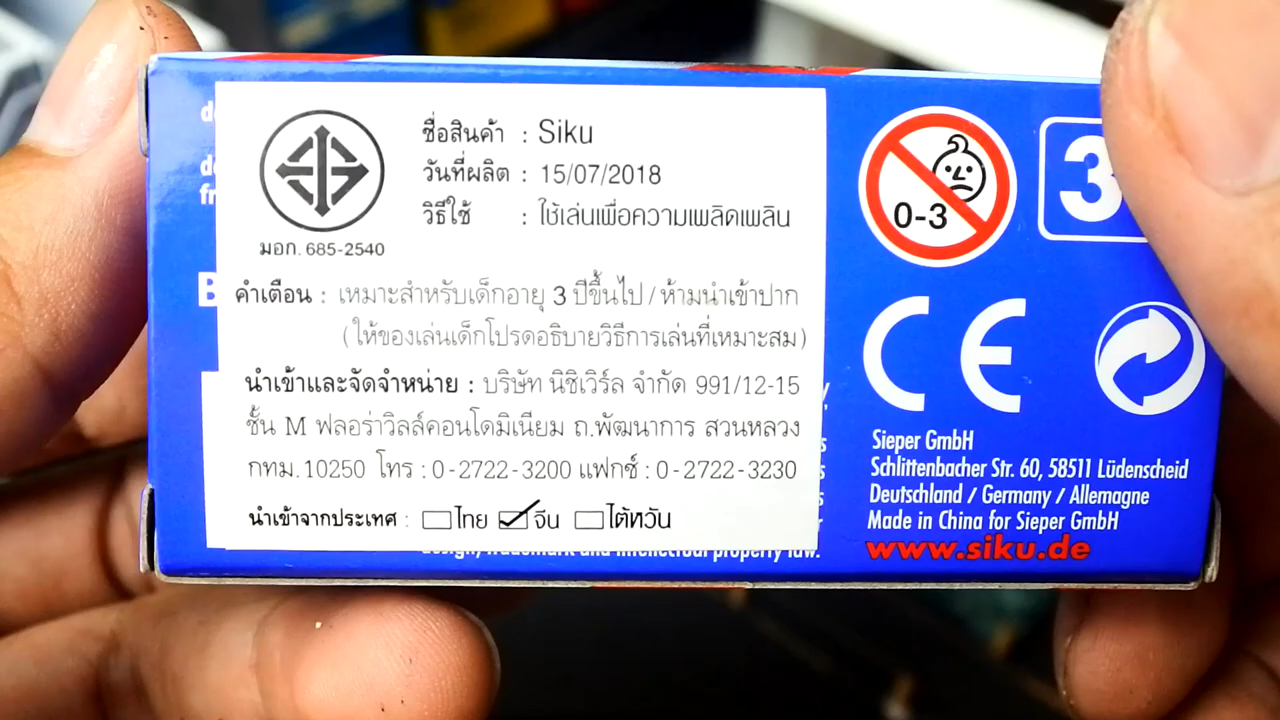 ชื่อสินค้า : Siku
วันที่ผลิต : 15/07/2018
วิธีใช้ : ใช้เล่นเพื่อความเพลิดเพลิน
มอก. 685-2540
คำเตือน : เหมาะสำหรับเด็กอายุ 3 ปีขึ้นไป / ห้ามนำเข้าปาก
(ให้ของเล่นเด็กโปรดอธิบายวิธีการเล่นที่เหมาะสม)
นำเข้าและจัดจำหน่าย : บริษัท นิชิเวิร์ล จำกัด 991/12-15
ชั้น M ฟลอร่าวิลล์คอนโดมิเนียม ถ.พัฒนาการ สวนหลวง
กทม. 10250 โทร : 0-2722-3200 แฟกซ์ : 0-2722-3230
นำเข้าจากประเทศ : ไทย จีน ไต้หวัน
design, trademark and intellectual property law.
0-3
3
CE
Sieper GmbH
Schlittenbacher Str. 60, 58511 Lüdenscheid
Deutschland / Germany / Allemagne
Made in China for Sieper GmbH
www.siku.de